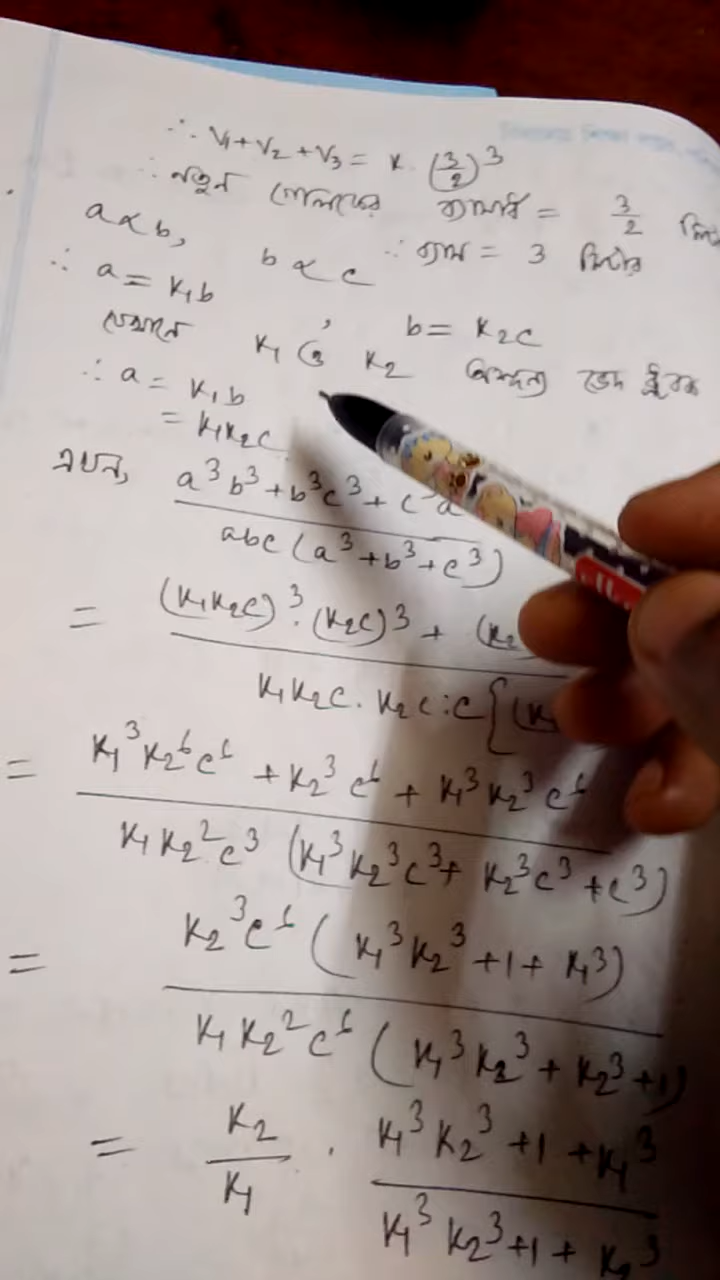 ∴ V₁+V₂+V₃ = K (3/2)³
∴ নতুন গোলকের ব্যাসার্ধ = 3/2
∴ ব্যাস = 3 মিটার
a∝b, b ∝ c
∴ a = K₁b, b = K₂c
যেখানে K₁ ও K₂ অশূন্য ভেদ ধ্রুবক
∴ a = K₁b
= K₁K₂c
এখন, (a³b³+b³c³+c³a)/(abc(a³+b³+c³))
= ((K₁K₂c)³.(K₂c)³ + (K₂)/(K₁K₂c.K₂c.c{(K₁)
= (K₁³K₂⁶c⁶ + K₂³c⁶ + K₁³K₂³c⁶)/(K₁K₂²c³(K₁³K₂³c³+K₂³c³+c³))
= (K₂³c⁶(K₁³K₂³+1+K₁³))/(K₁K₂²c⁶(K₁³K₂³+K₂³+1))
= K₂/K₁ . (K₁³K₂³+1+K₁³)/(K₁³K₂³+1+K₂³)